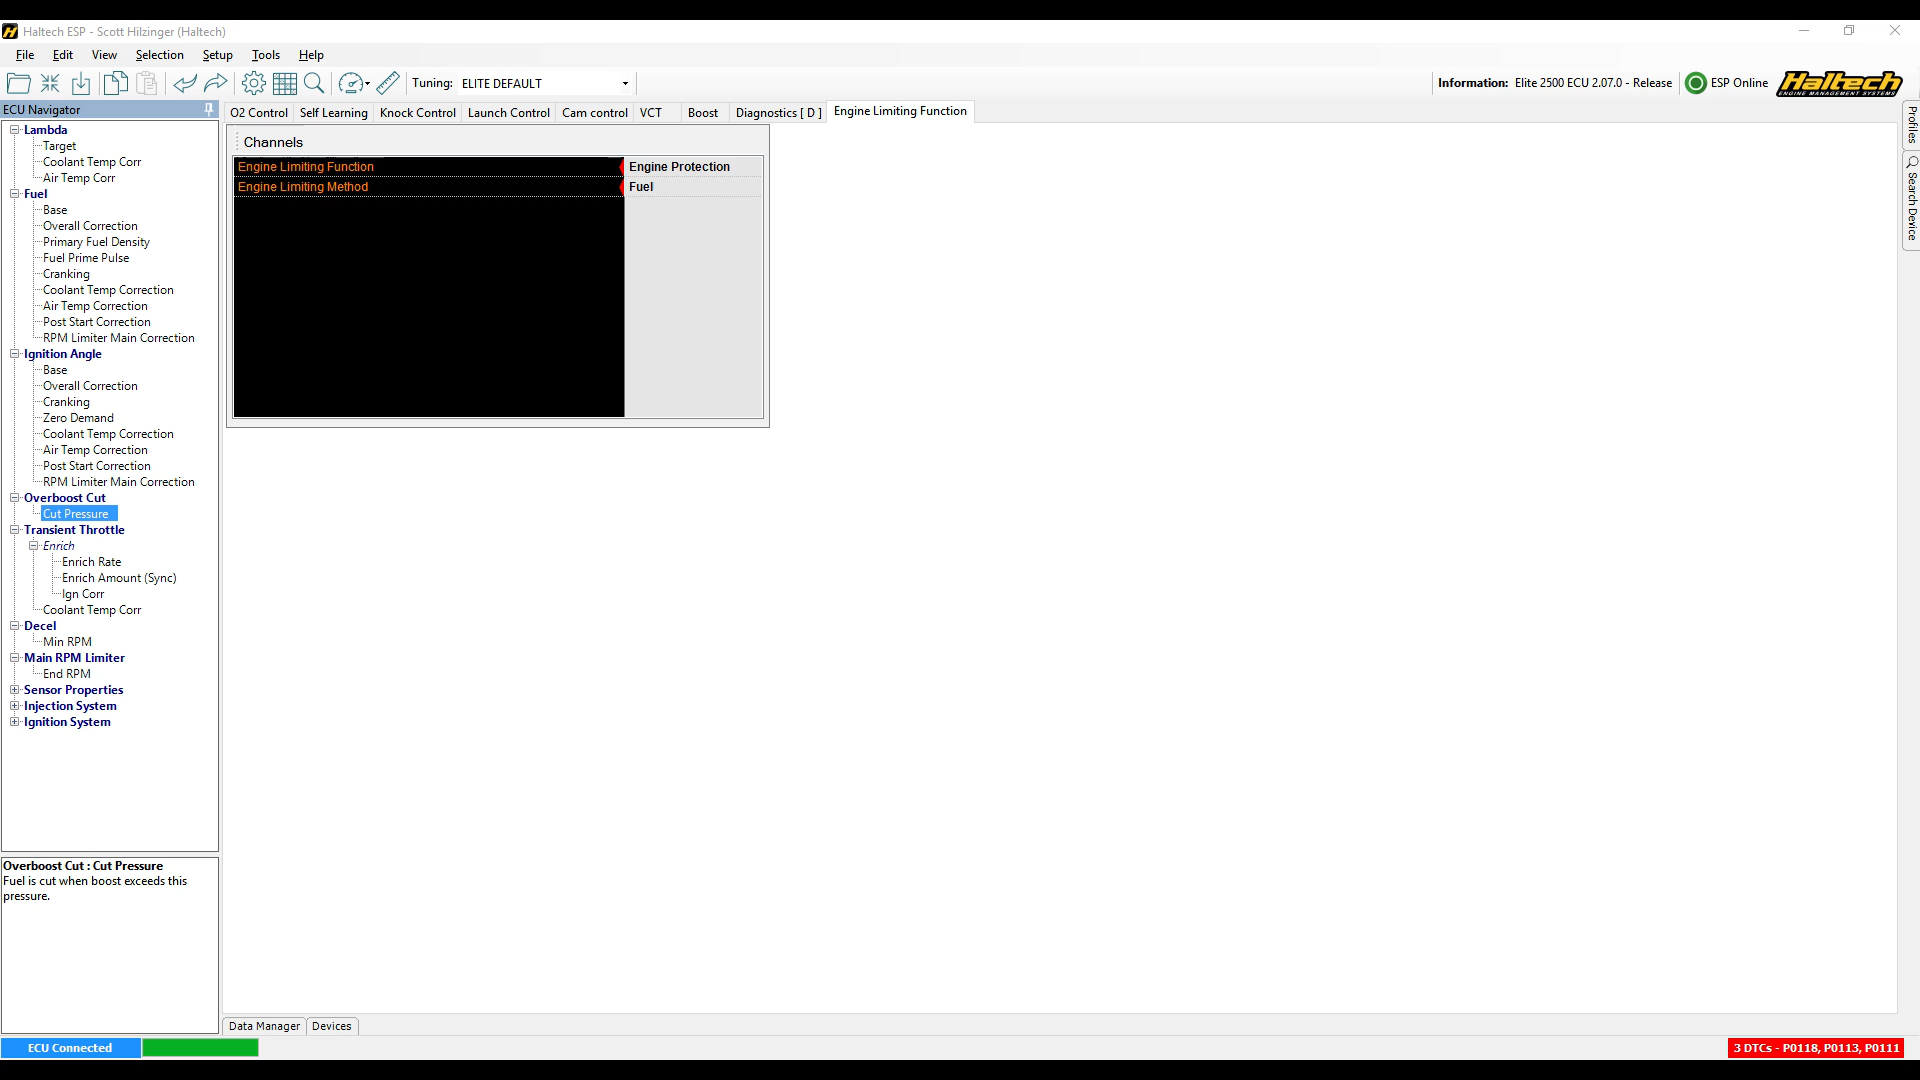 Haltech ESP - Scott Hilzinger (Haltech)
File Edit View Selection Setup Tools Help
Tuning: ELITE DEFAULT
Information: Elite 2500 ECU 2.07.0 - Release
ESP Online
Haltech
ENGINE MANAGEMENT SYSTEMS
ECU Navigator
O2 Control Self Learning Knock Control Launch Control Cam control VCT Boost Diagnostics [ D ] Engine Limiting Function
Profiles
Search Device
Lambda
Target
Coolant Temp Corr
Air Temp Corr
Fuel
Base
Overall Correction
Primary Fuel Density
Fuel Prime Pulse
Cranking
Coolant Temp Correction
Air Temp Correction
Post Start Correction
RPM Limiter Main Correction
Ignition Angle
Base
Overall Correction
Cranking
Zero Demand
Coolant Temp Correction
Air Temp Correction
Post Start Correction
RPM Limiter Main Correction
Overboost Cut
Cut Pressure
Transient Throttle
Enrich
Enrich Rate
Enrich Amount (Sync)
Ign Corr
Coolant Temp Corr
Decel
Min RPM
Main RPM Limiter
End RPM
Sensor Properties
Injection System
Ignition System
Channels
Engine Limiting Function Engine Protection
Engine Limiting Method Fuel
Overboost Cut : Cut Pressure
Fuel is cut when boost exceeds this
pressure.
Data Manager Devices
ECU Connected
3 DTCs - P0118, P0113, P0111